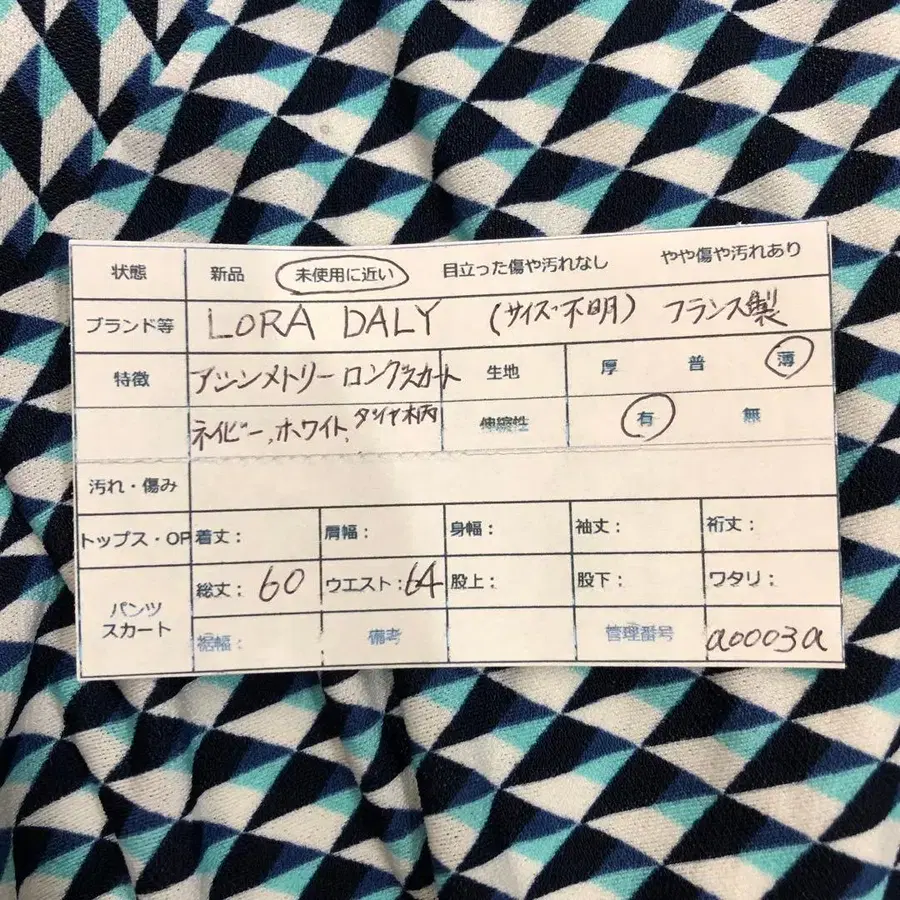 状態 新品 未使用に近い 目立った傷や汚れなし やや傷や汚れあり
ブランド等 LORA DALY (サイズ不明) フランス製
特徴 アシンメトリーロングスカート 生地 厚 普 薄
ネイビー、ホワイト、ダイヤ柄 伸縮性 有 無
汚れ・傷み
トップス・OP 着丈: 肩幅: 身幅: 袖丈: 裄丈:
パンツ スカート 総丈:60 ウエスト:64 股上: 股下: ワタリ:
裾幅: 備考 管理番号 a0003a